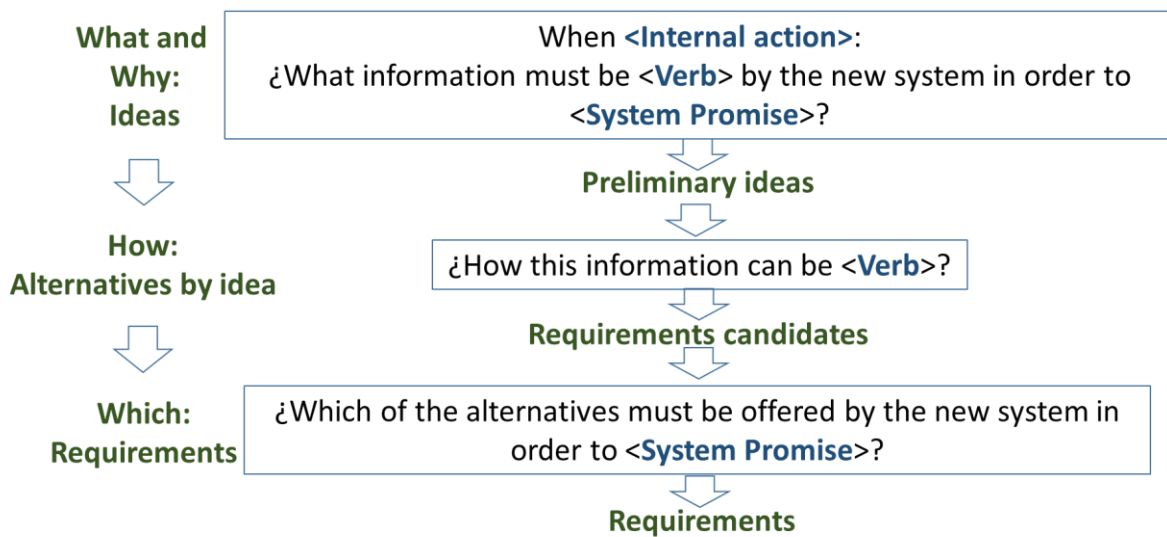 What and
Why:
Ideas
When <Internal action>:
¿What information must be <Verb> by the new system in order to
<System Promise>?
Preliminary ideas
How:
Alternatives by idea
¿How this information can be <Verb>?
Requirements candidates
Which:
Requirements
¿Which of the alternatives must be offered by the new system in
order to <System Promise>?
Requirements